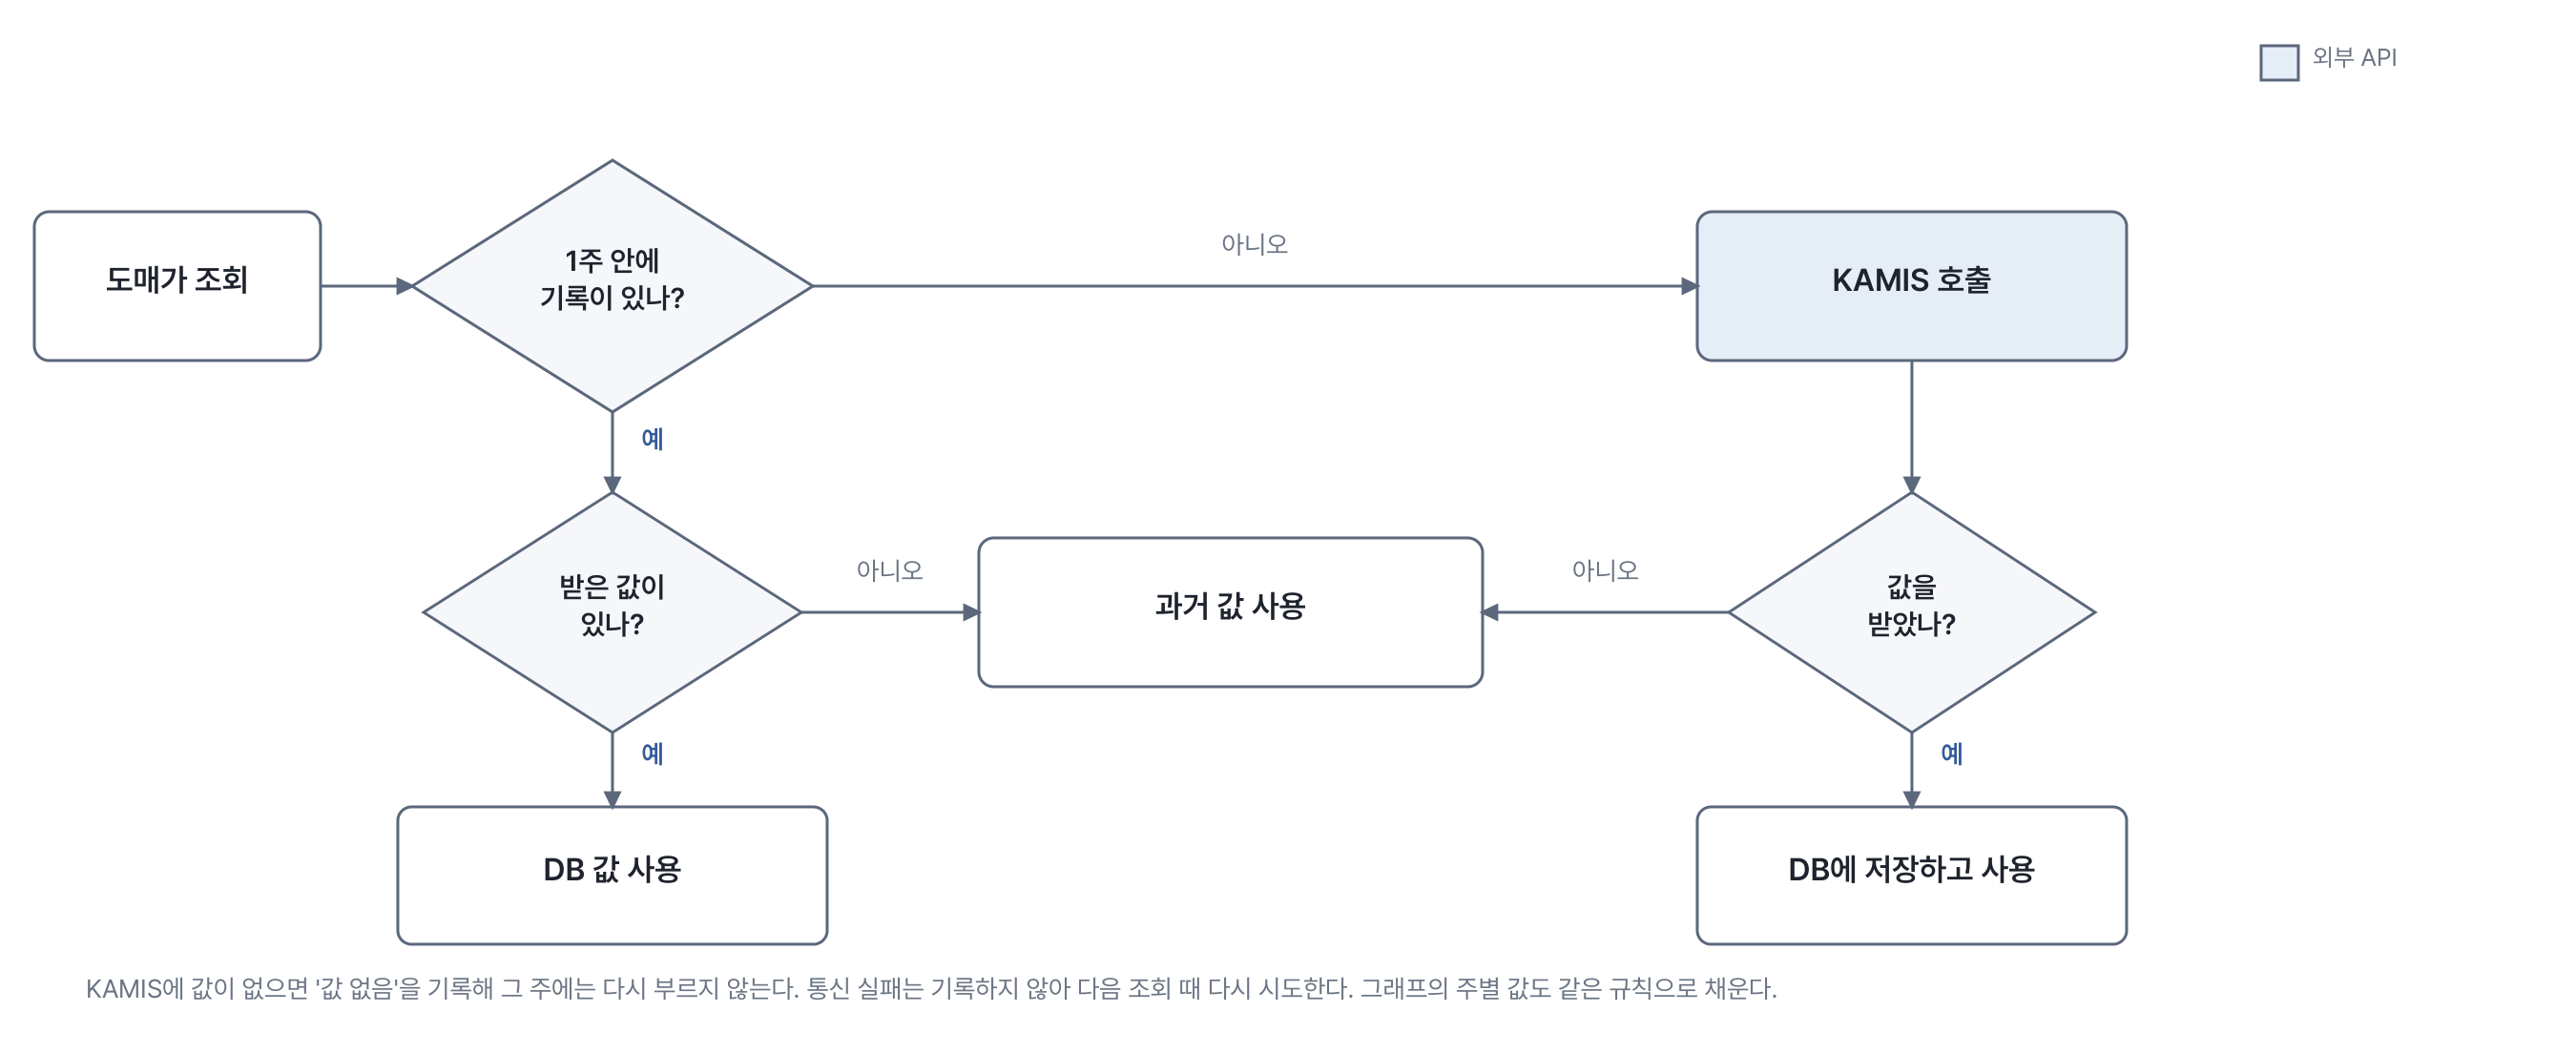 외부 API
도매가 조회
1주 안에
기록이 있나?
아니오
KAMIS 호출
예
받은 값이
있나?
아니오
과거 값 사용
아니오
값을
받았나?
예
예
DB 값 사용
DB에 저장하고 사용
KAMIS에 값이 없으면 '값 없음'을 기록해 그 주에는 다시 부르지 않는다. 통신 실패는 기록하지 않아 다음 조회 때 다시 시도한다. 그래프의 주별 값도 같은 규칙으로 채운다.